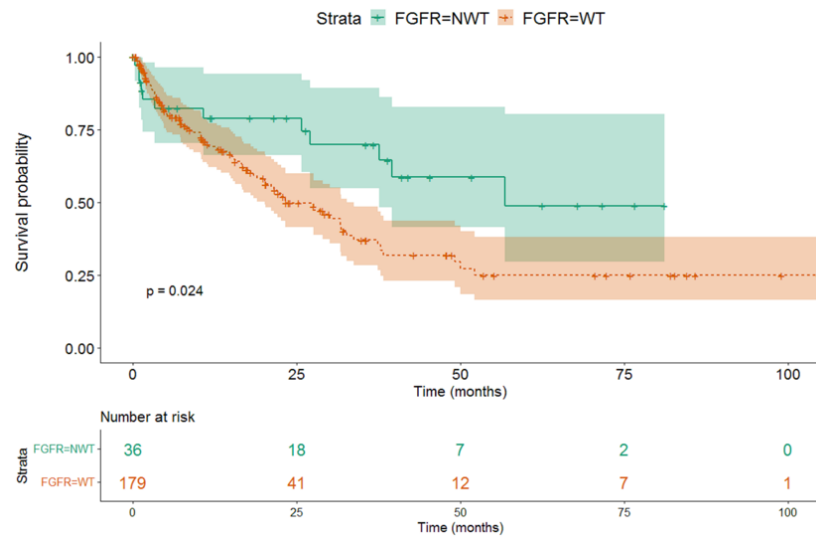 Strata FGFR=NWT FGFR=WT
1.00
0.75
0.50
0.25
0.00
Survival probability
p = 0.024
0 25 50 75 100
Time (months)
Number at risk
Strata
FGFR=NWT 36 18 7 2 0
FGFR=WT 179 41 12 7 1
0 25 50 75 100
Time (months)